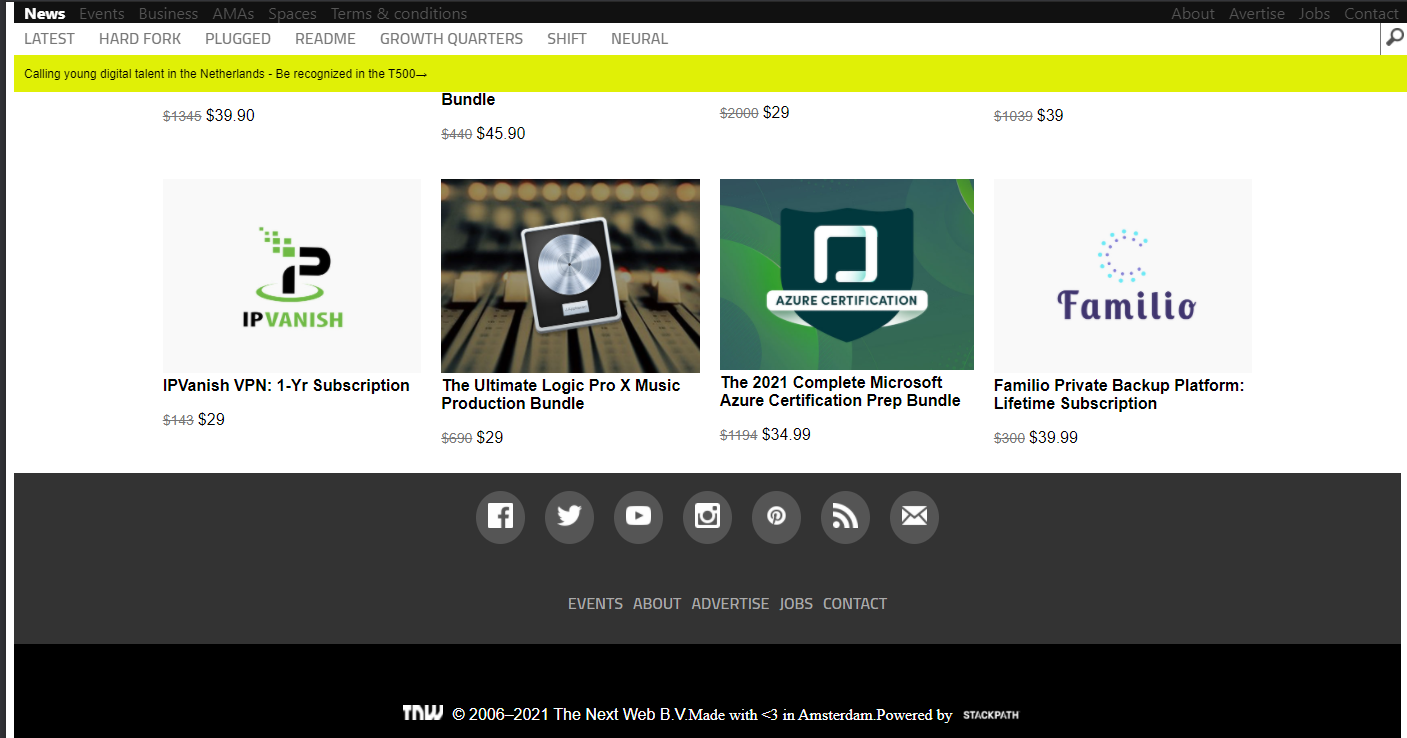 News Events Business AMAs Spaces Terms & conditions About Avertise Jobs Contact
LATEST HARD FORK PLUGGED README GROWTH QUARTERS SHIFT NEURAL
Calling young digital talent in the Netherlands - Be recognized in the T500→
Bundle
$1345 $39.90
$440 $45.90
$2000 $29
$1039 $39
IPVANISH
AZURE CERTIFICATION
Familio
IPVanish VPN: 1-Yr Subscription
$143 $29
The Ultimate Logic Pro X Music
Production Bundle
$690 $29
The 2021 Complete Microsoft
Azure Certification Prep Bundle
$1194 $34.99
Familio Private Backup Platform:
Lifetime Subscription
$300 $39.99
EVENTS ABOUT ADVERTISE JOBS CONTACT
TNW © 2006–2021 The Next Web B.V.Made with <3 in Amsterdam.Powered by STACKPATH